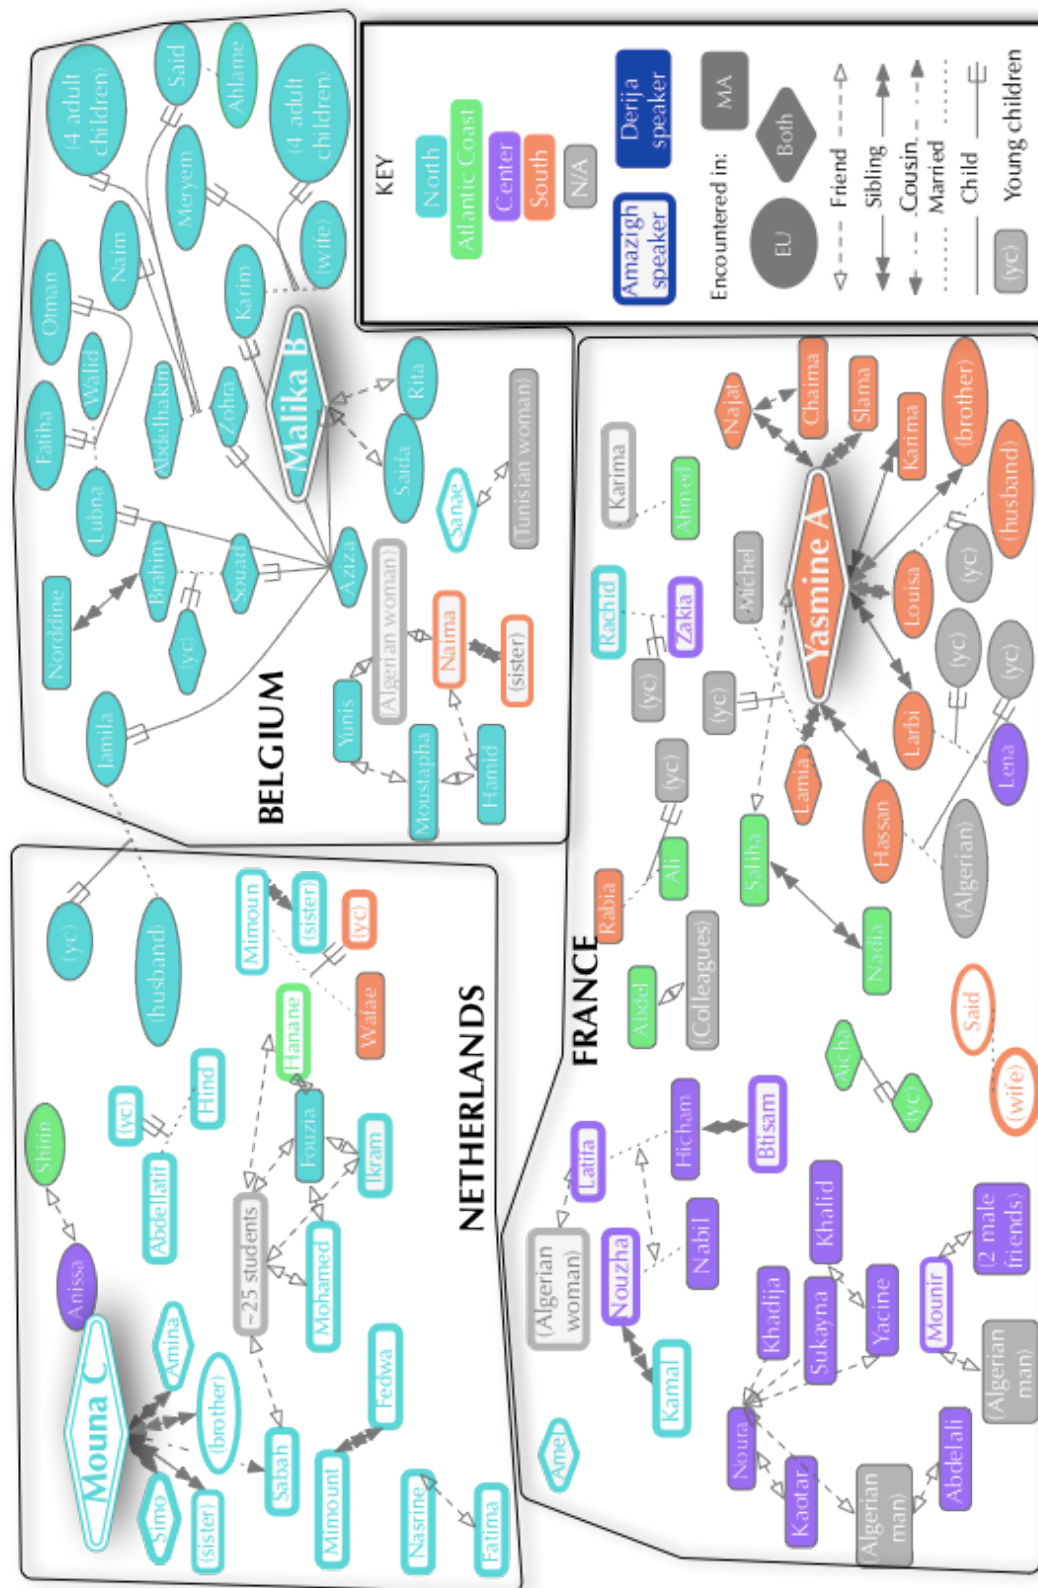 NETHERLANDS
Mouna C
Anissa
Shirin
Simo
(sister)
(brother)
Amina
Sabah
Abdellatif
(yc)
Hind
~25 students
Mimount
Fedwa
Mohamed
Fouzia
Hanane
Ikram
Nasrine
Fatima
Mimoun
(sister)
(yc)
Wafae
(yc)
(husband)
BELGIUM
Jamila
Norddine
Brahim
(yc)
Souad
Lubna
Walid
Fatiha
Otman
Abdelhakim
Naim
Zohra
Aziza
Malika B
Karim
(wife)
Meryem
Said
Ahlame
(4 adult
children)
(4 adult
children)
Saida
Rita
Yunis
Moustapha
Hamid
(Algerian woman)
Naima
(sister)
Sanae
(Tunisian woman)
FRANCE
Amel
(Algerian
woman)
Latifa
Nouzha
Kamal
Nabil
Hicham
Btisam
Noura
Kaotar
Khadija
Sukayna
Khalid
Yacine
(Algerian
man)
Abdelali
Mounir
(Algerian
man)
(2 male
friends)
Abdel
(Colleagues)
Rabia
Ali
(yc)
Aicha
(yc)
Said
(wife)
Saliha
Nadia
Rachid
Zakia
(yc)
Karima
Ahmed
Michel
(yc)
Lamia
Yasmine A
Najat
Chaima
Slama
Karima
(brother)
Louisa
(husband)
(yc)
Larbi
Lena
(yc)
Hassan
(Algerian)
(yc)
KEY
North
Atlantic Coast
Center
South
N/A
Amazigh
speaker
Derija
speaker
Encountered in:
EU
Both
MA
Friend
Sibling
Cousin
Married
Child
(yc)
Young children